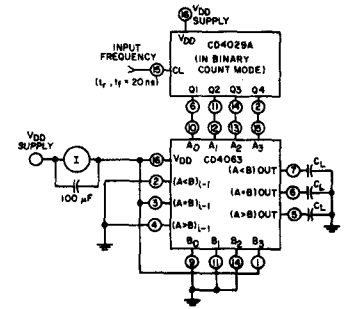 16 VDD SUPPLY
VDD
CD4029A
(IN BINARY COUNT MODE)
INPUT FREQUENCY
15 CL
(tr, tf = 20 ns)
Q1 Q2 Q3 Q4
6 11 14 2
10 12 13 15
A0 A1 A2 A3
VDD SUPPLY
I
100 µF
16 VDD
CD4063
2 (A<B)i-1
3 (A=B)i-1
4 (A>B)i-1
(A<B) OUT 7 CL
(A=B) OUT 6 CL
(A>B) OUT 5 CL
B0 B1 B2 B3
9 11 14 1